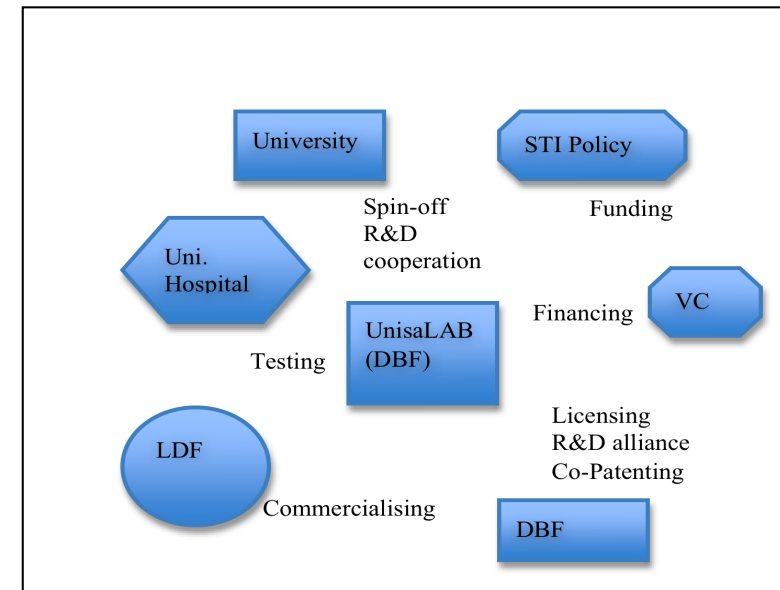 University
STI Policy
Spin-off
R&D
cooperation
Funding
Uni.
Hospital
Financing
VC
UnisaLAB
(DBF)
Testing
Licensing
R&D alliance
Co-Patenting
LDF
Commercialising
DBF